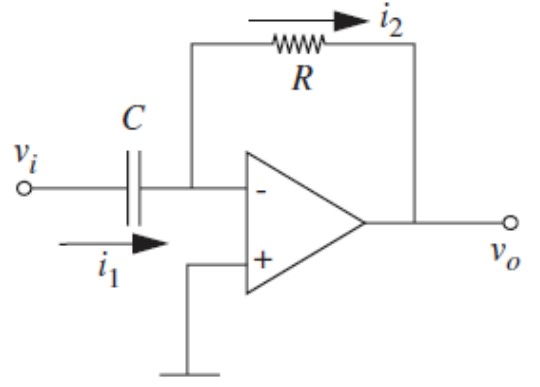 i₂
R
C
vᵢ
-
i₁
+
vₒ